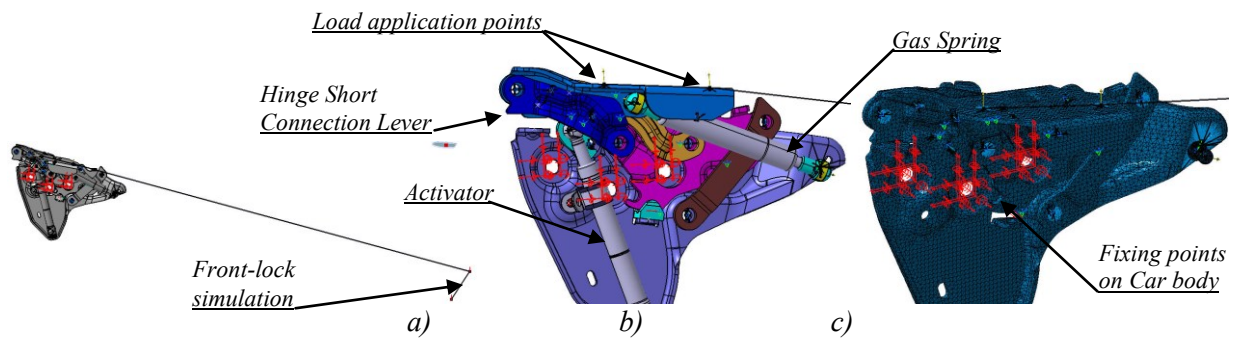 Load application points
Gas Spring
Hinge Short
Connection Lever
Activator
Front-lock
simulation
Fixing points
on Car body
a)
b)
c)